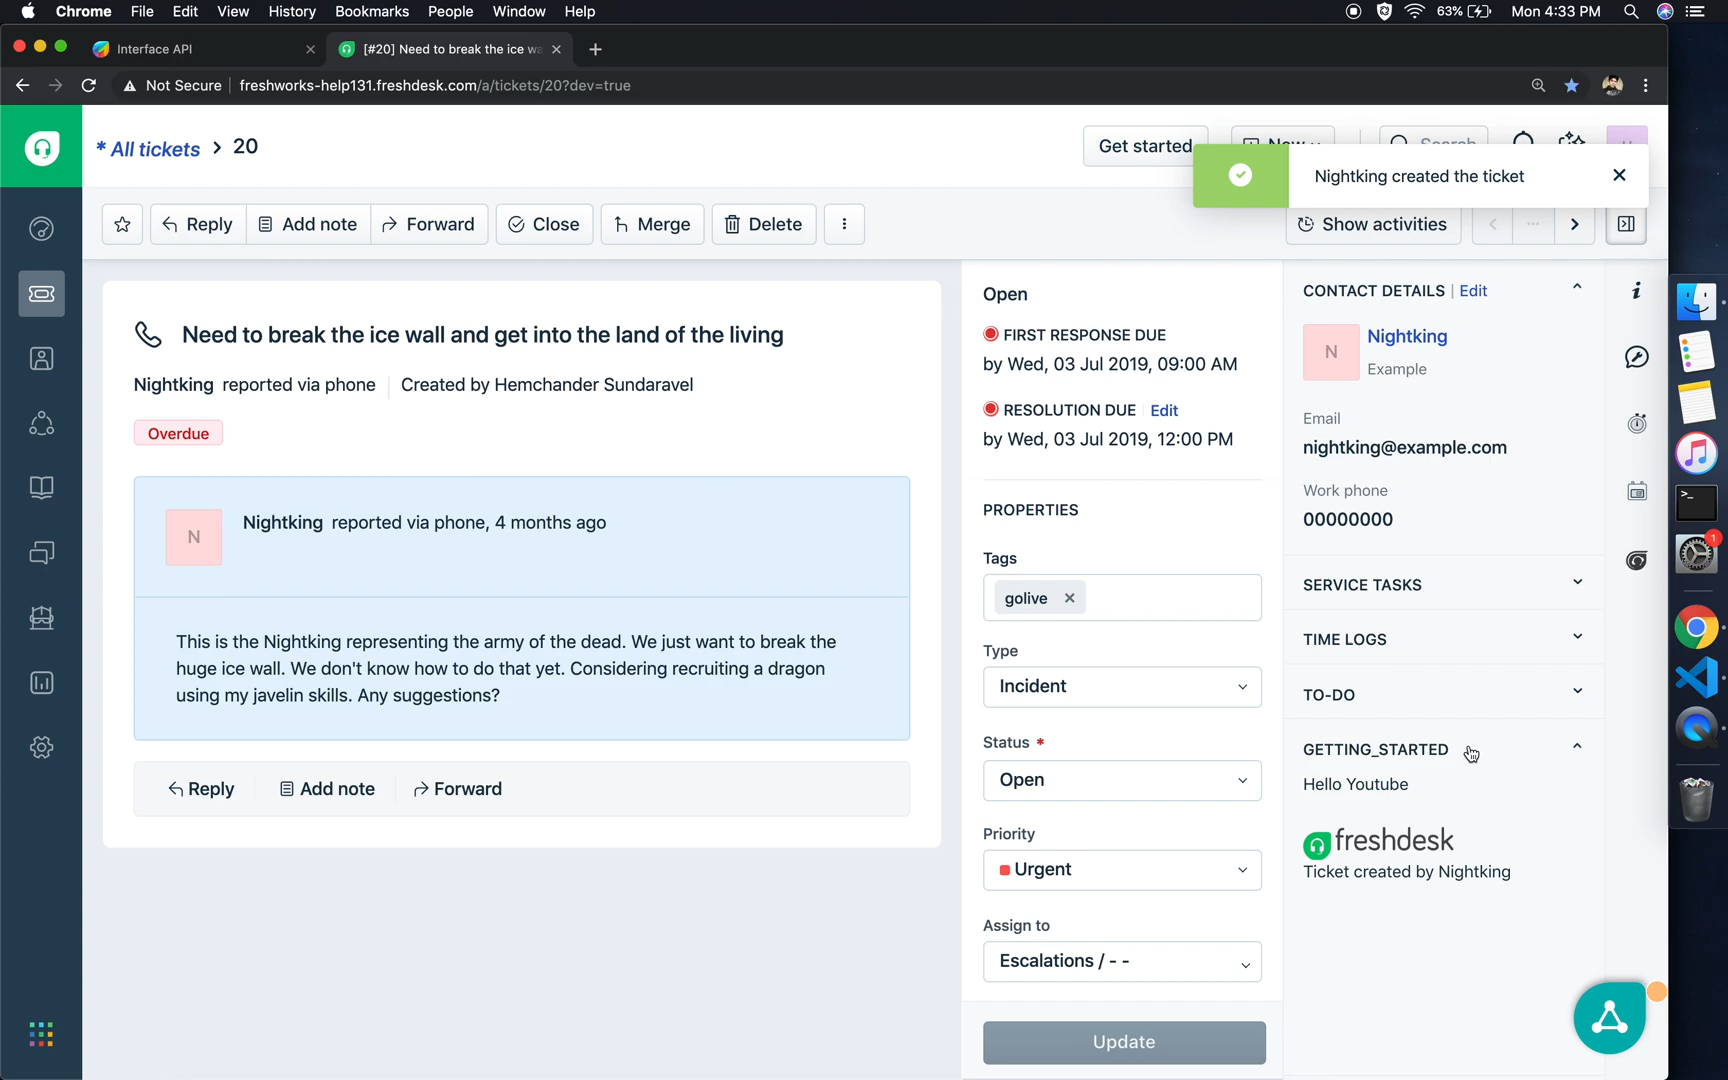 Chrome File Edit View History Bookmarks People Window Help
63% Mon 4:33 PM
Interface API
[#20] Need to break the ice wa
Not Secure freshworks-help131.freshdesk.com/a/tickets/20?dev=true
* All tickets > 20
Get started
New
Search
Nightking created the ticket
Reply
Add note
Forward
Close
Merge
Delete
Show activities
Need to break the ice wall and get into the land of the living
Nightking reported via phone
Created by Hemchander Sundaravel
Overdue
N
Nightking reported via phone, 4 months ago
This is the Nightking representing the army of the dead. We just want to break the
huge ice wall. We don't know how to do that yet. Considering recruiting a dragon
using my javelin skills. Any suggestions?
Reply
Add note
Forward
Open
FIRST RESPONSE DUE
by Wed, 03 Jul 2019, 09:00 AM
RESOLUTION DUE Edit
by Wed, 03 Jul 2019, 12:00 PM
PROPERTIES
Tags
golive
Type
Incident
Status *
Open
Priority
Urgent
Assign to
Escalations / - -
Update
CONTACT DETAILS Edit
N
Nightking
Example
Email
nightking@example.com
Work phone
00000000
SERVICE TASKS
TIME LOGS
TO-DO
GETTING_STARTED
Hello Youtube
freshdesk
Ticket created by Nightking
1